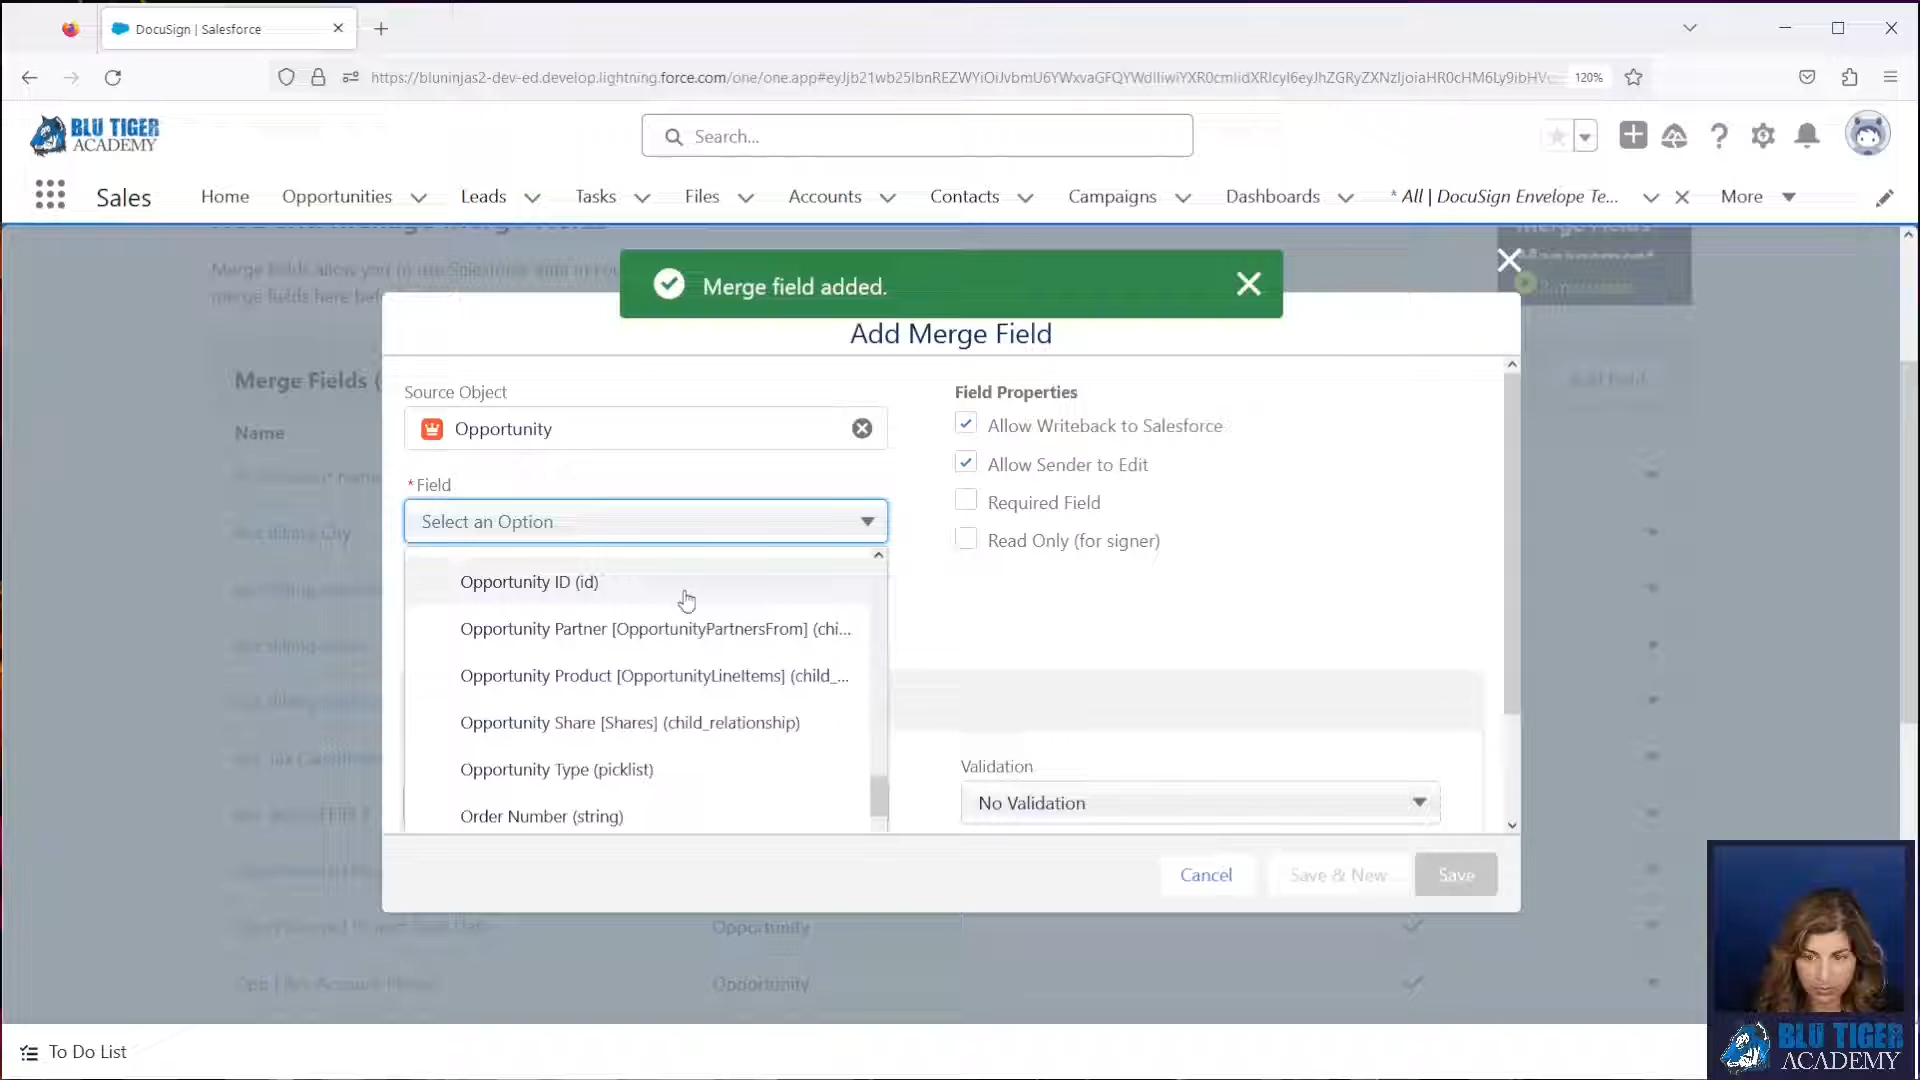 DocuSign | Salesforce
https://bluninjas2-dev-ed.develop.lightning.force.com/one/one.app#eyJjb21wb25lbnREZWYiOiJvbmU6YWxvaGFQYWdlIiwiYXR0cmlidXRlcyI6eyJhZGRyZXNzIjoiaHR0cHM6Ly9ibHVc...
120%
BLU TIGER
ACADEMY
Search...
Sales
Home
Opportunities
Leads
Tasks
Files
Accounts
Contacts
Campaigns
Dashboards
* All | DocuSign Envelope Te...
More
Merge field added.
Add Merge Field
Merge Fields (
Name
Source Object
Opportunity
* Field
Select an Option
Opportunity ID (id)
Opportunity Partner [OpportunityPartnersFrom] (chi...
Opportunity Product [OpportunityLineItems] (child_...
Opportunity Share [Shares] (child_relationship)
Opportunity Type (picklist)
Order Number (string)
Field Properties
Allow Writeback to Salesforce
Allow Sender to Edit
Required Field
Read Only (for signer)
Validation
No Validation
Cancel
Save & New
Save
Opportunity
Opportunity
To Do List
BLU TIGER
ACADEMY